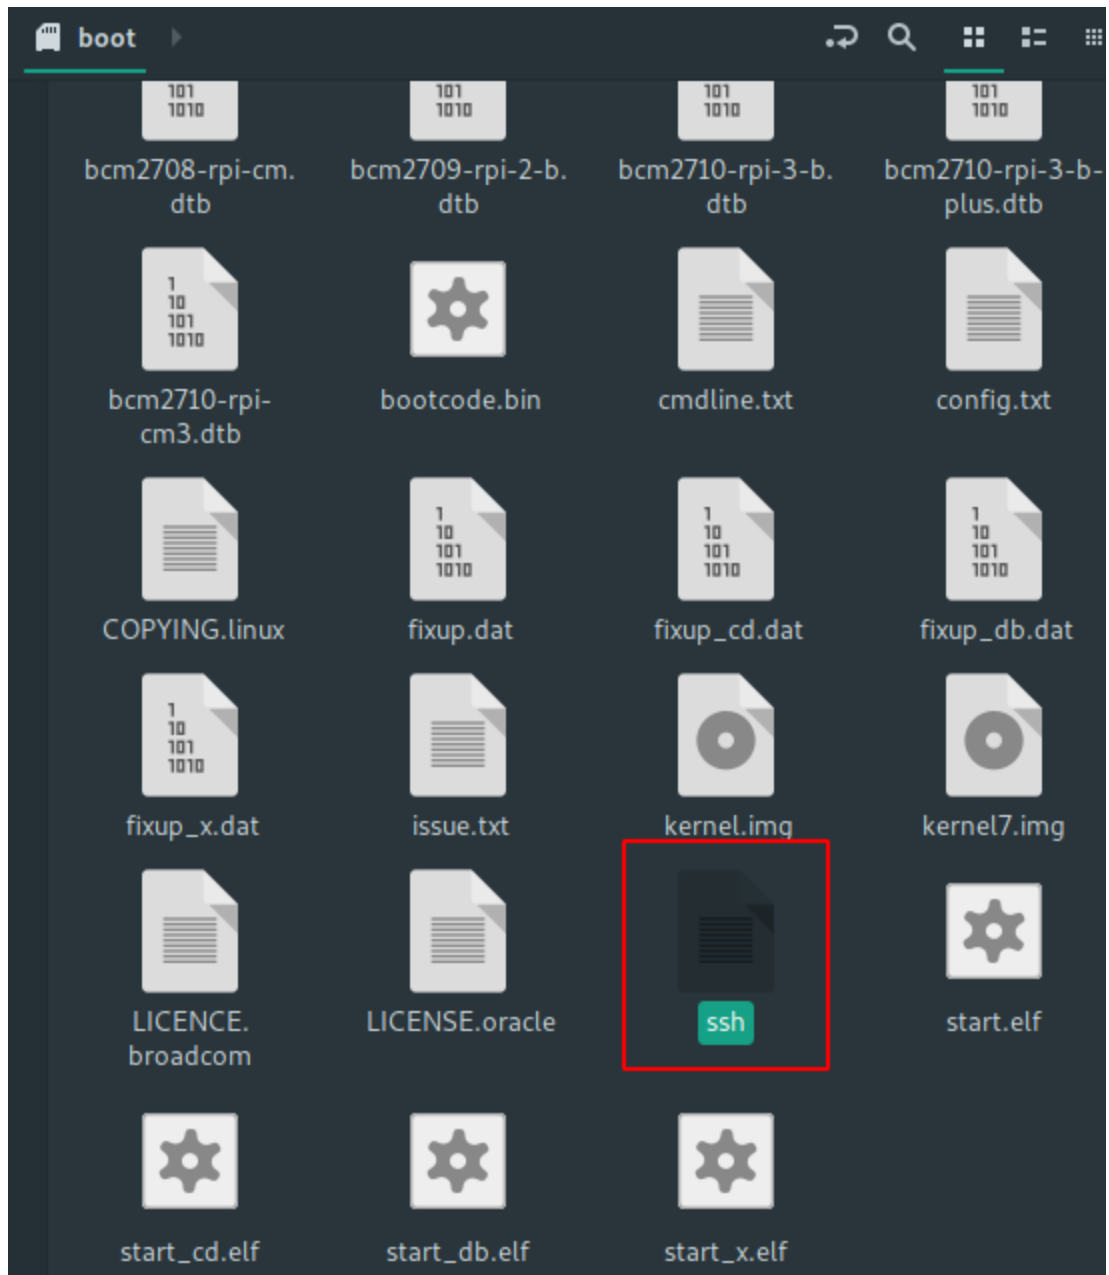 boot
101 101 101 101
1010 1010 1010 1010
bcm2708-rpi-cm. bcm2709-rpi-2-b. bcm2710-rpi-3-b. bcm2710-rpi-3-b-
dtb dtb dtb plus.dtb
1
10
101
1010
bcm2710-rpi- bootcode.bin cmdline.txt config.txt
cm3.dtb
1 1 1
10 10 10
101 101 101
1010 1010 1010
COPYING.linux fixup.dat fixup_cd.dat fixup_db.dat
1
10
101
1010
fixup_x.dat issue.txt kernel.img kernel7.img
LICENCE. LICENSE.oracle ssh start.elf
broadcom
start_cd.elf start_db.elf start_x.elf